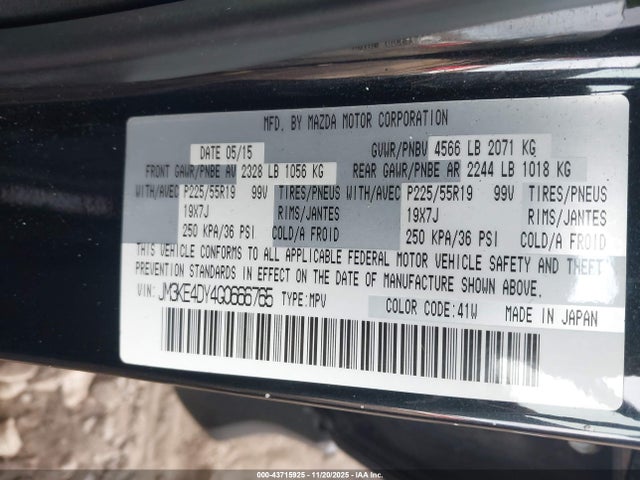 MFD. BY MAZDA MOTOR CORPORATION
DATE 05/15 GVWR/PNBV 4566 LB 2071 KG
FRONT GAWR/PNBE AV 2328 LB 1056 KG REAR GAWR/PNBE AR 2244 LB 1018 KG
WITH/AVEC P225/55R19 99V TIRES/PNEUS WITH/AVEC P225/55R19 99V TIRES/PNEUS
19X7J RIMS/JANTES 19X7J RIMS/JANTES
250 KPA/36 PSI COLD/A FROID 250 KPA/36 PSI COLD/A FROID
THIS VEHICLE CONFORMS TO ALL APPLICABLE FEDERAL MOTOR VEHICLE SAFETY AND THEFT
PREVENTION STANDARDS IN EFFECT ON THE DATE OF MANUFACTURE SHOWN ABOVE.
VIN: JM3KE4DY4G0666765 TYPE:MPV COLOR CODE:41W MADE IN JAPAN
000-43715925 - 11/20/2025 - IAAI.COM